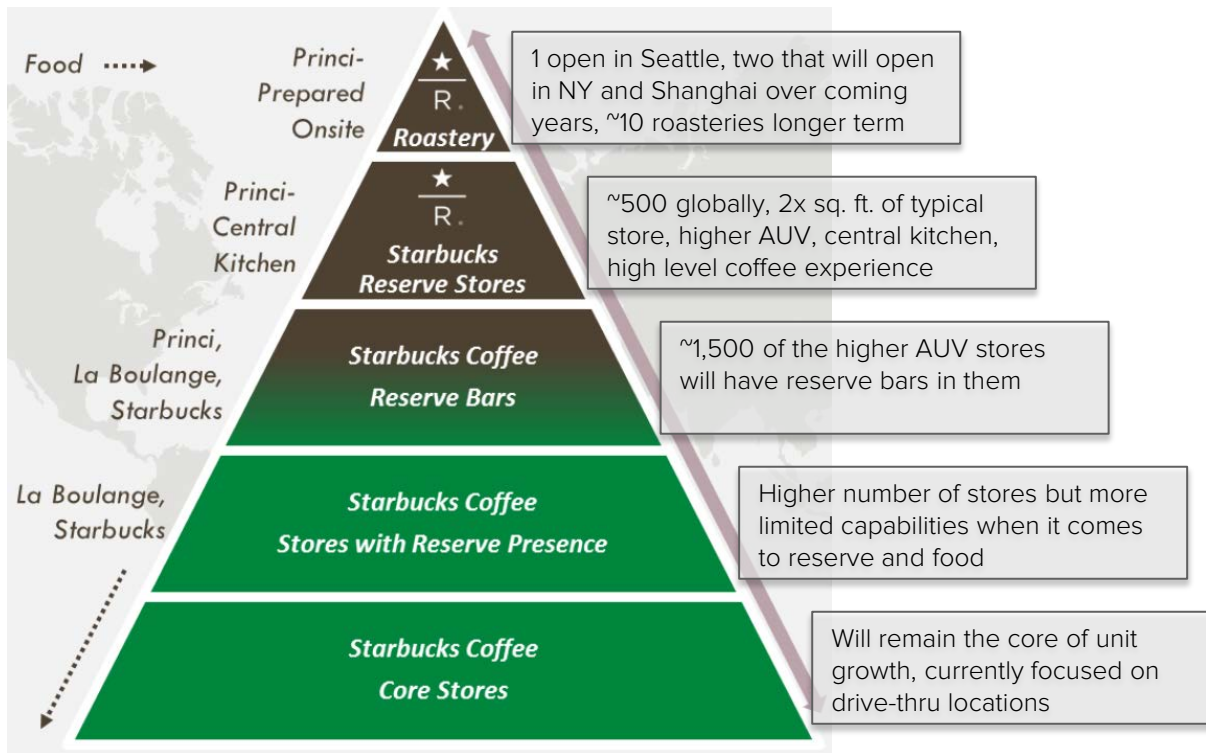 Food
Princi-
Prepared
Onsite
★
R.
Roastery
1 open in Seattle, two that will open
in NY and Shanghai over coming
years, ~10 roasteries longer term
Princi-
Central
Kitchen
★
R.
Starbucks
Reserve Stores
~500 globally, 2x sq. ft. of typical
store, higher AUV, central kitchen,
high level coffee experience
Princi,
La Boulange,
Starbucks
Starbucks Coffee
Reserve Bars
~1,500 of the higher AUV stores
will have reserve bars in them
La Boulange,
Starbucks
Starbucks Coffee
Stores with Reserve Presence
Higher number of stores but more
limited capabilities when it comes
to reserve and food
Starbucks Coffee
Core Stores
Will remain the core of unit
growth, currently focused on
drive-thru locations